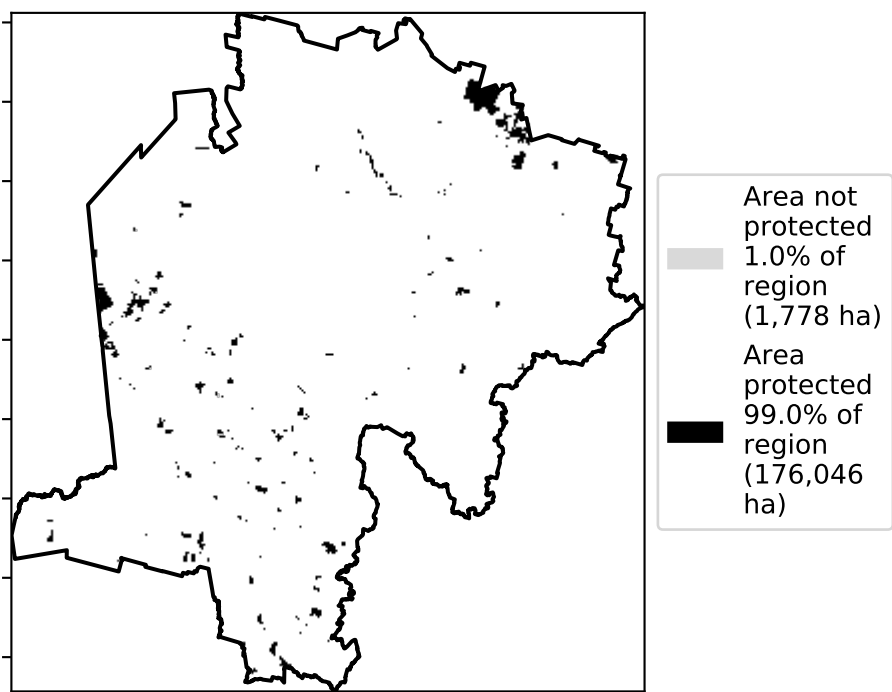 Area not
protected
1.0% of
region
(1,778 ha)
Area
protected
99.0% of
region
(176,046
ha)